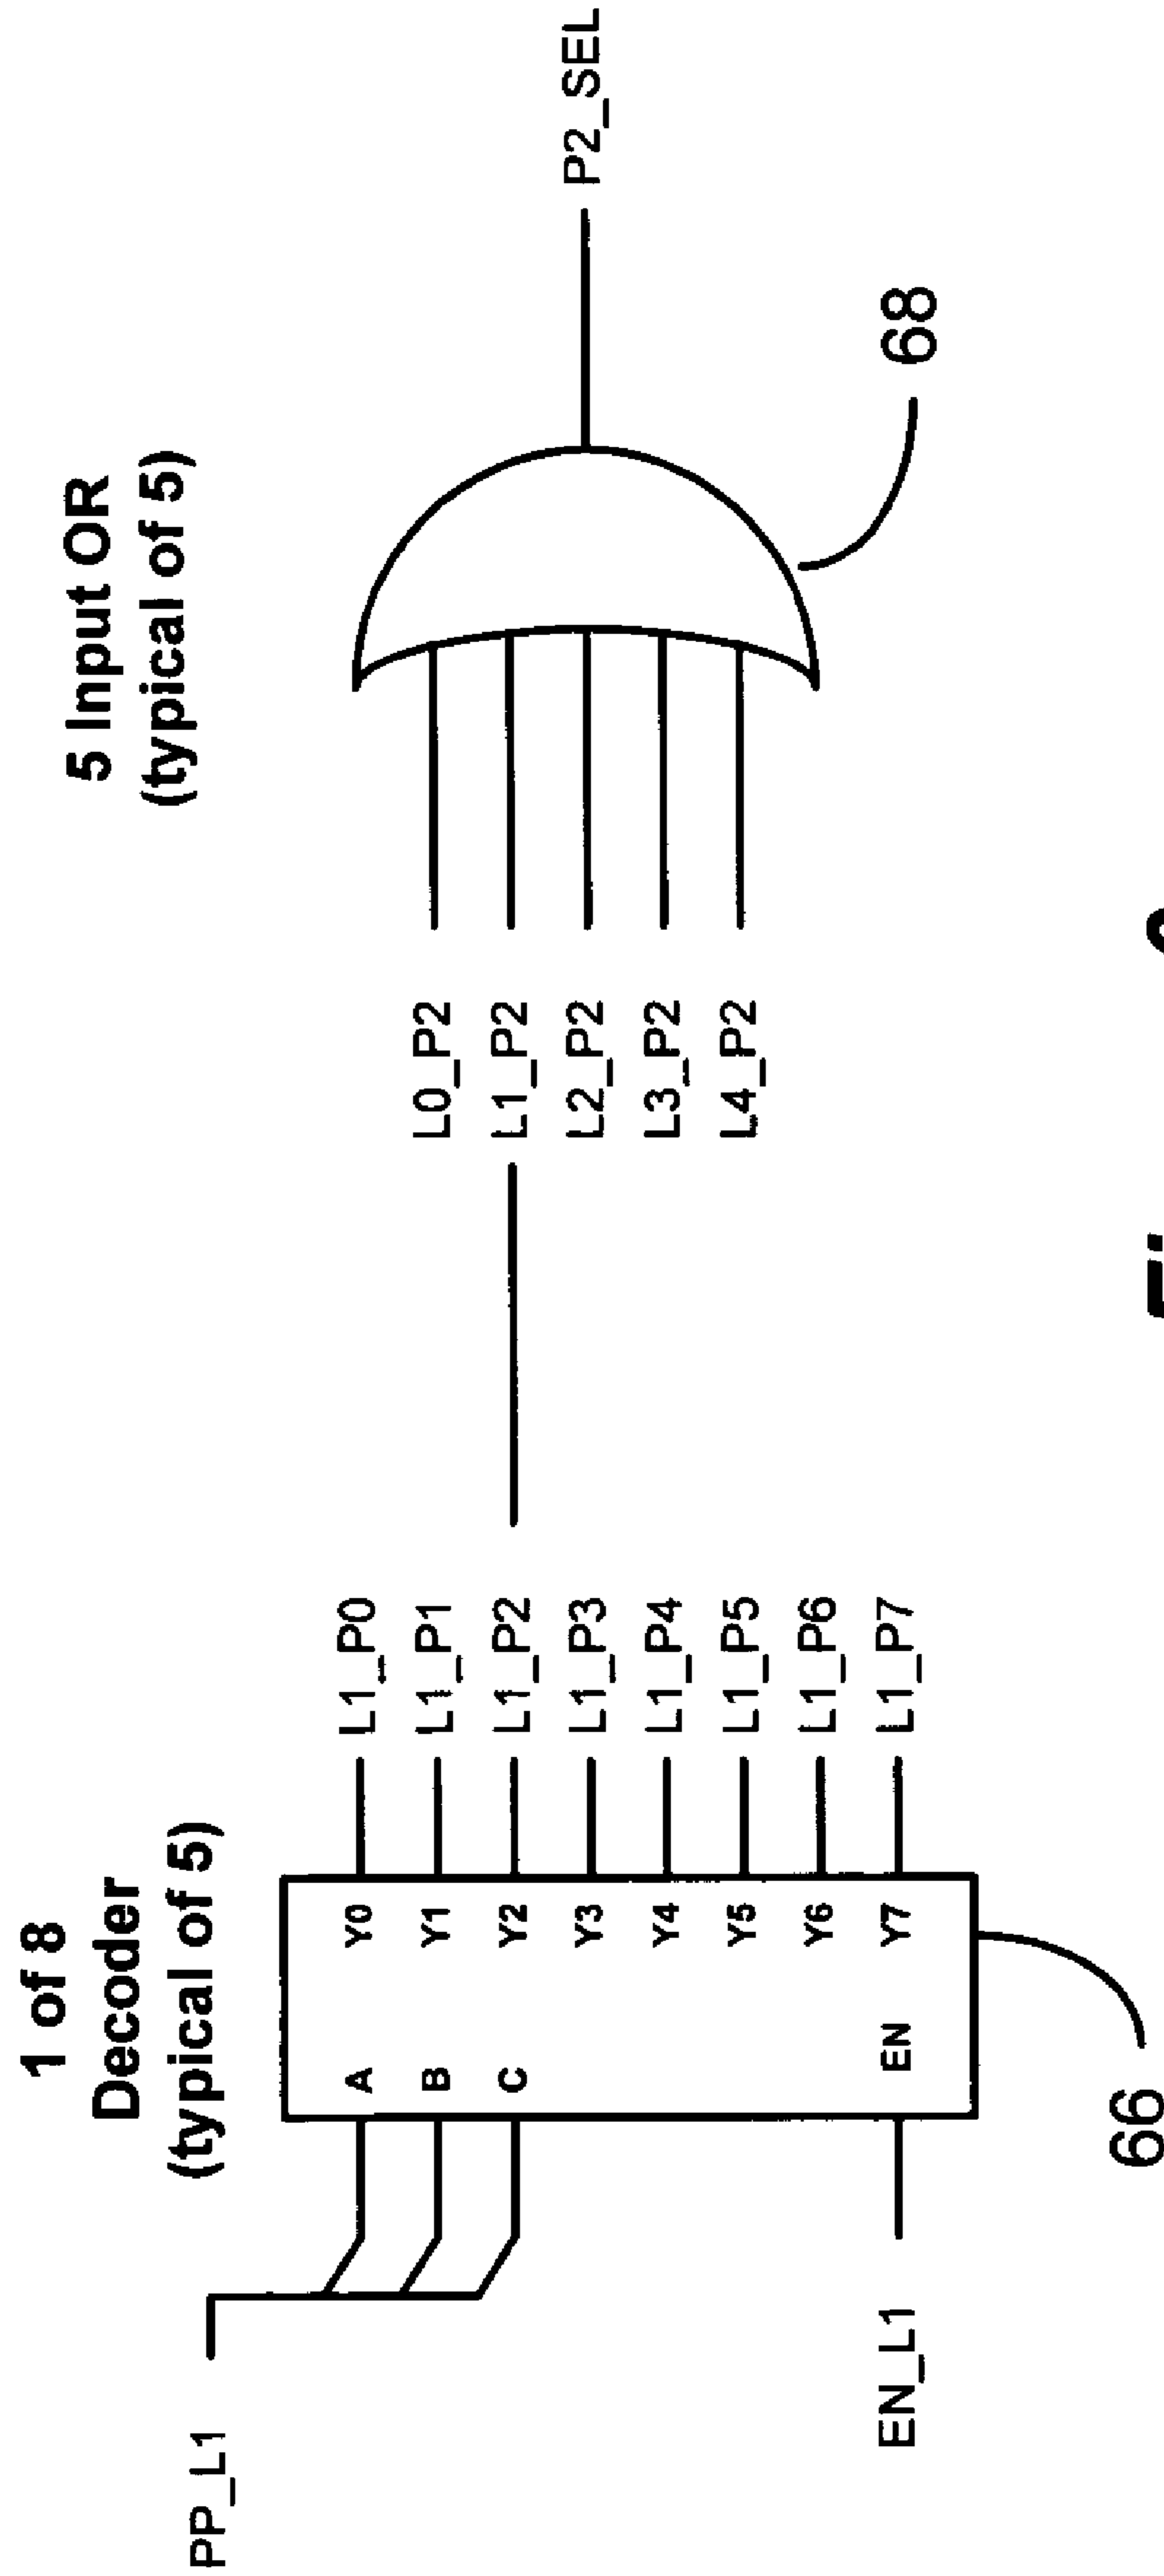 1 of 8
Decoder
(typical of 5)
PP_L1
A
B
C
EN
EN_L1
Y0
Y1
Y2
Y3
Y4
Y5
Y6
Y7
L1_P0
L1_P1
L1_P2
L1_P3
L1_P4
L1_P5
L1_P6
L1_P7
66
5 Input OR
(typical of 5)
L0_P2
L1_P2
L2_P2
L3_P2
L4_P2
P2_SEL
68